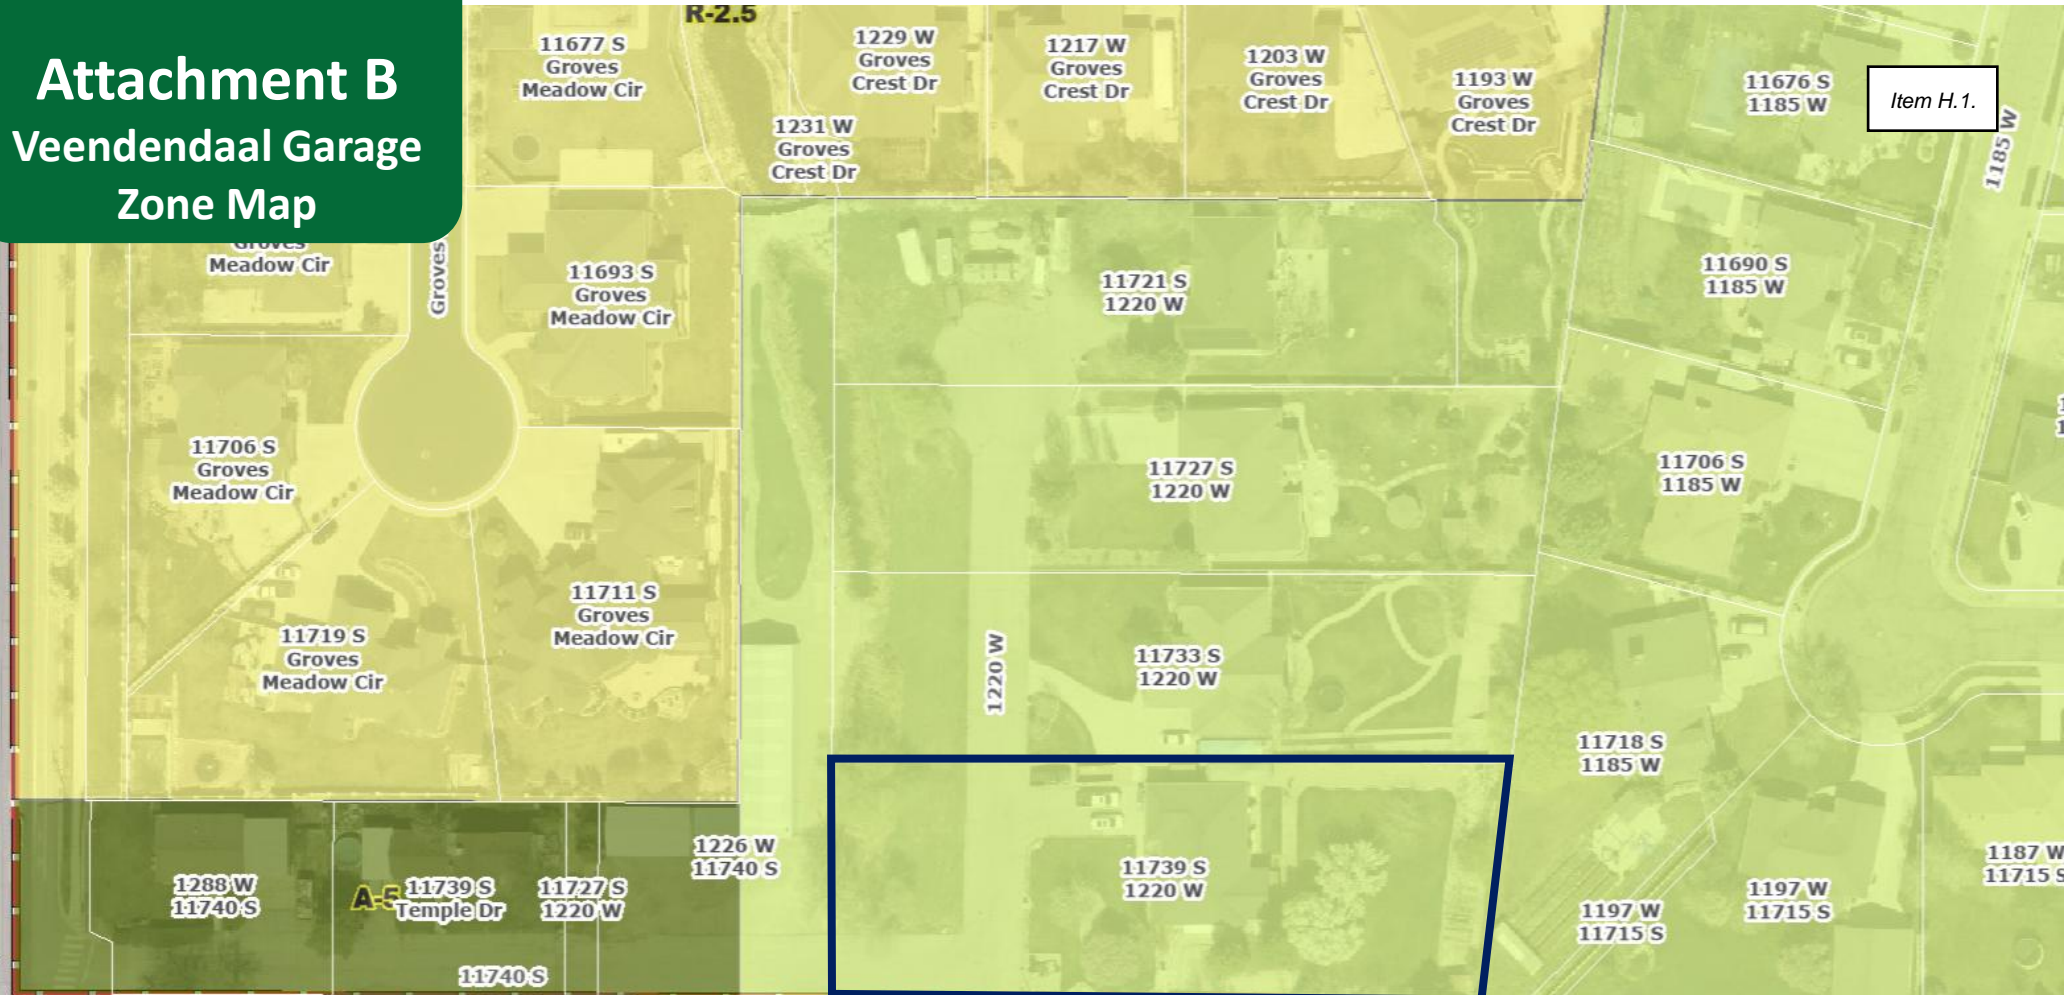 Attachment B
Veendendaal Garage
Zone Map
R-2.5
11677 S
Groves
Meadow Cir
1229 W
Groves
Crest Dr
1217 W
Groves
Crest Dr
1203 W
Groves
Crest Dr
1193 W
Groves
Crest Dr
1231 W
Groves
Crest Dr
11676 S
1185 W
Item H.1.
1185 W
Groves
Meadow Cir
Groves
11693 S
Groves
Meadow Cir
11721 S
1220 W
11690 S
1185 W
11706 S
Groves
Meadow Cir
11727 S
1220 W
11706 S
1185 W
11711 S
Groves
Meadow Cir
11719 S
Groves
Meadow Cir
1220 W
11733 S
1220 W
11718 S
1185 W
1226 W
11740 S
1288 W
11740 S
A-5
11739 S
Temple Dr
11727 S
1220 W
11740 S
11739 S
1220 W
1197 W
11715 S
1197 W
11715 S
1187 W
11715 S